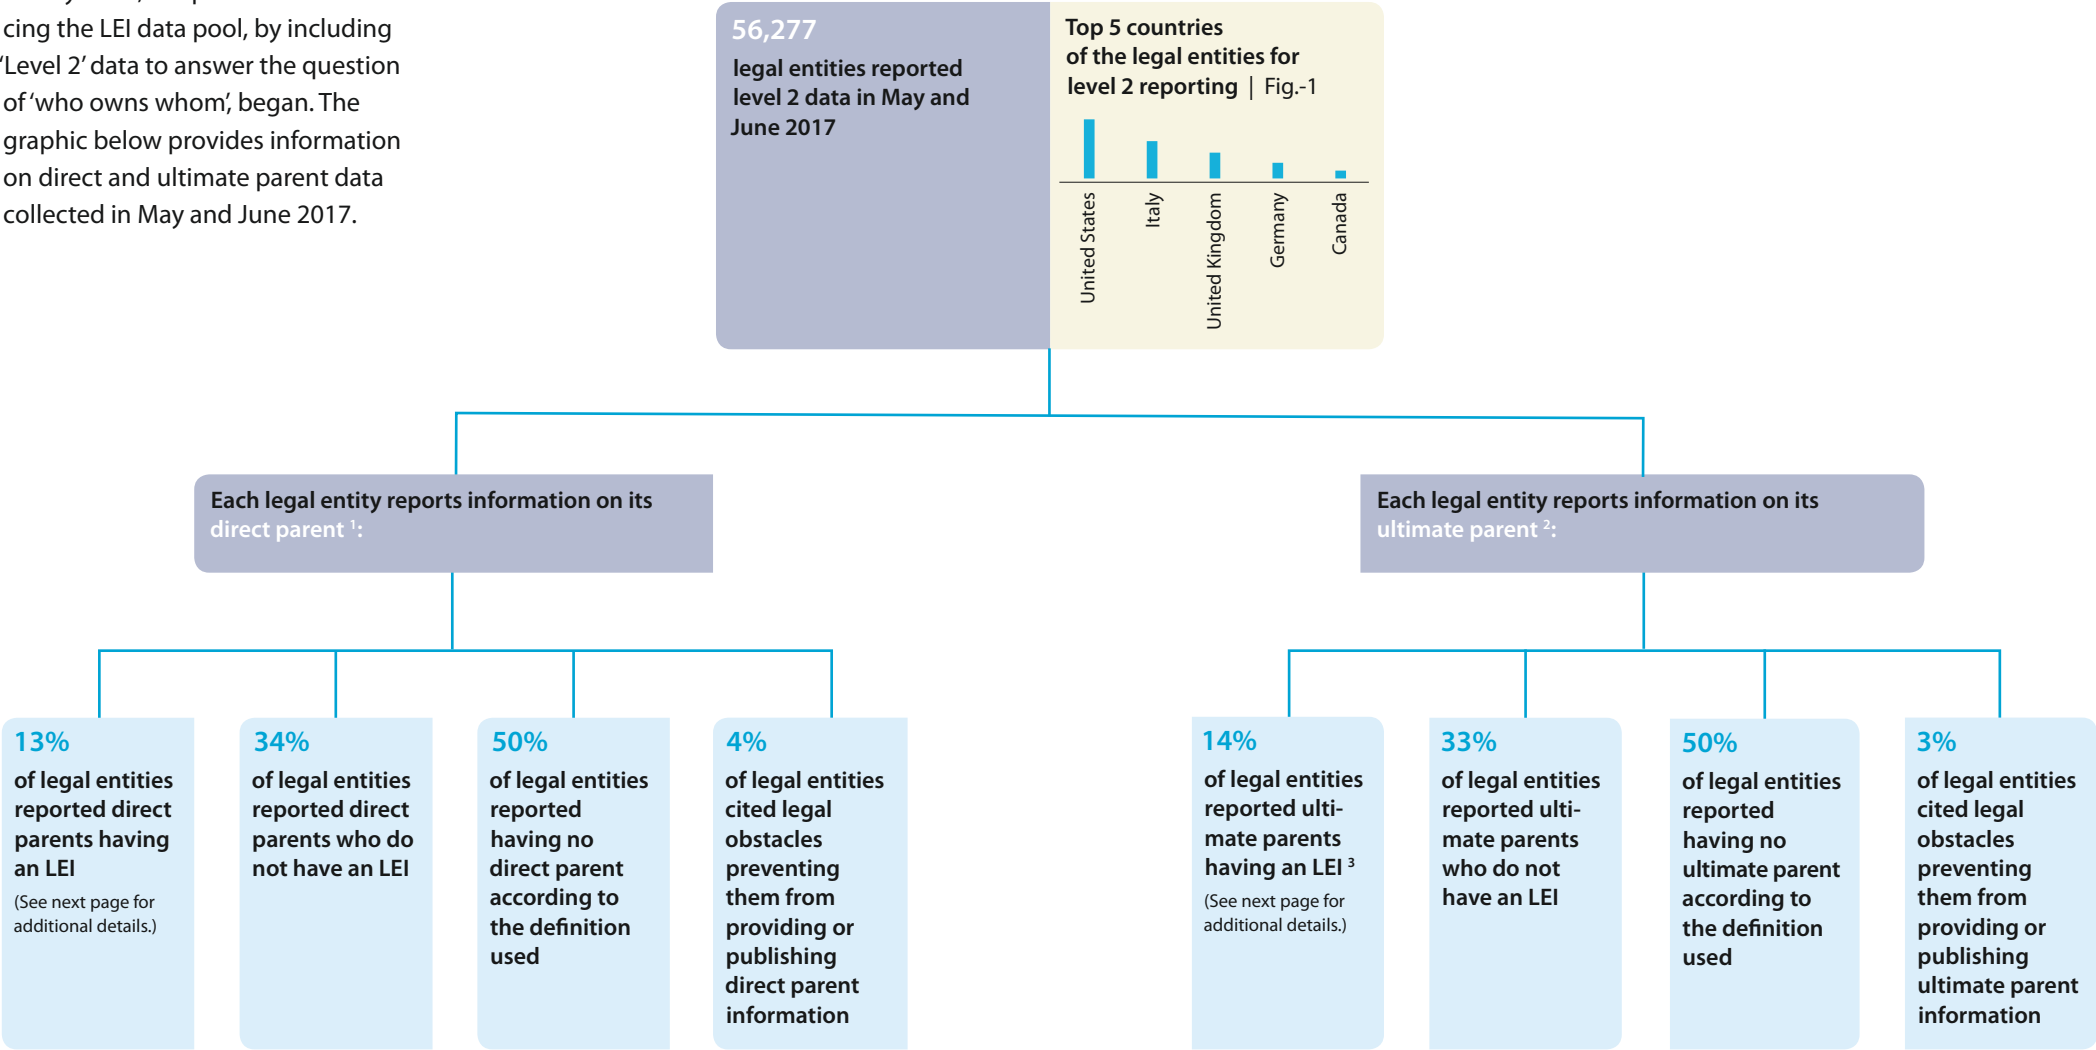 cing the LEI data pool, by including
‘Level 2’ data to answer the question
of ‘who owns whom’, began. The
graphic below provides information
on direct and ultimate parent data
collected in May and June 2017.
56,277
legal entities reported
level 2 data in May and
June 2017
Top 5 countries
of the legal entities for
level 2 reporting | Fig.-1
United States
Italy
United Kingdom
Germany
Canada
Each legal entity reports information on its
direct parent ¹:
Each legal entity reports information on its
ultimate parent ²:
13%
of legal entities
reported direct
parents having
an LEI
(See next page for
additional details.)
34%
of legal entities
reported direct
parents who do
not have an LEI
50%
of legal entities
reported
having no
direct parent
according to
the definition
used
4%
of legal entities
cited legal
obstacles
preventing
them from
providing or
publishing
direct parent
information
14%
of legal entities
reported ulti-
mate parents
having an LEI ³
(See next page for
additional details.)
33%
of legal entities
reported ulti-
mate parents
who do not
have an LEI
50%
of legal entities
reported
having no
ultimate parent
according to
the definition
used
3%
of legal entities
cited legal
obstacles
preventing
them from
providing or
publishing
ultimate parent
information